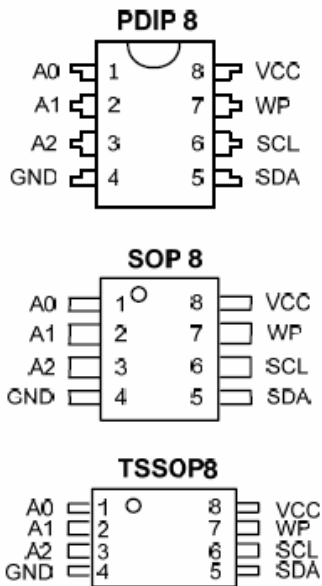 PDIP 8
A0 1 8 VCC
A1 2 7 WP
A2 3 6 SCL
GND 4 5 SDA
SOP 8
A0 1 8 VCC
A1 2 7 WP
A2 3 6 SCL
GND 4 5 SDA
TSSOP8
A0 1 8 VCC
A1 2 7 WP
A2 3 6 SCL
GND 4 5 SDA